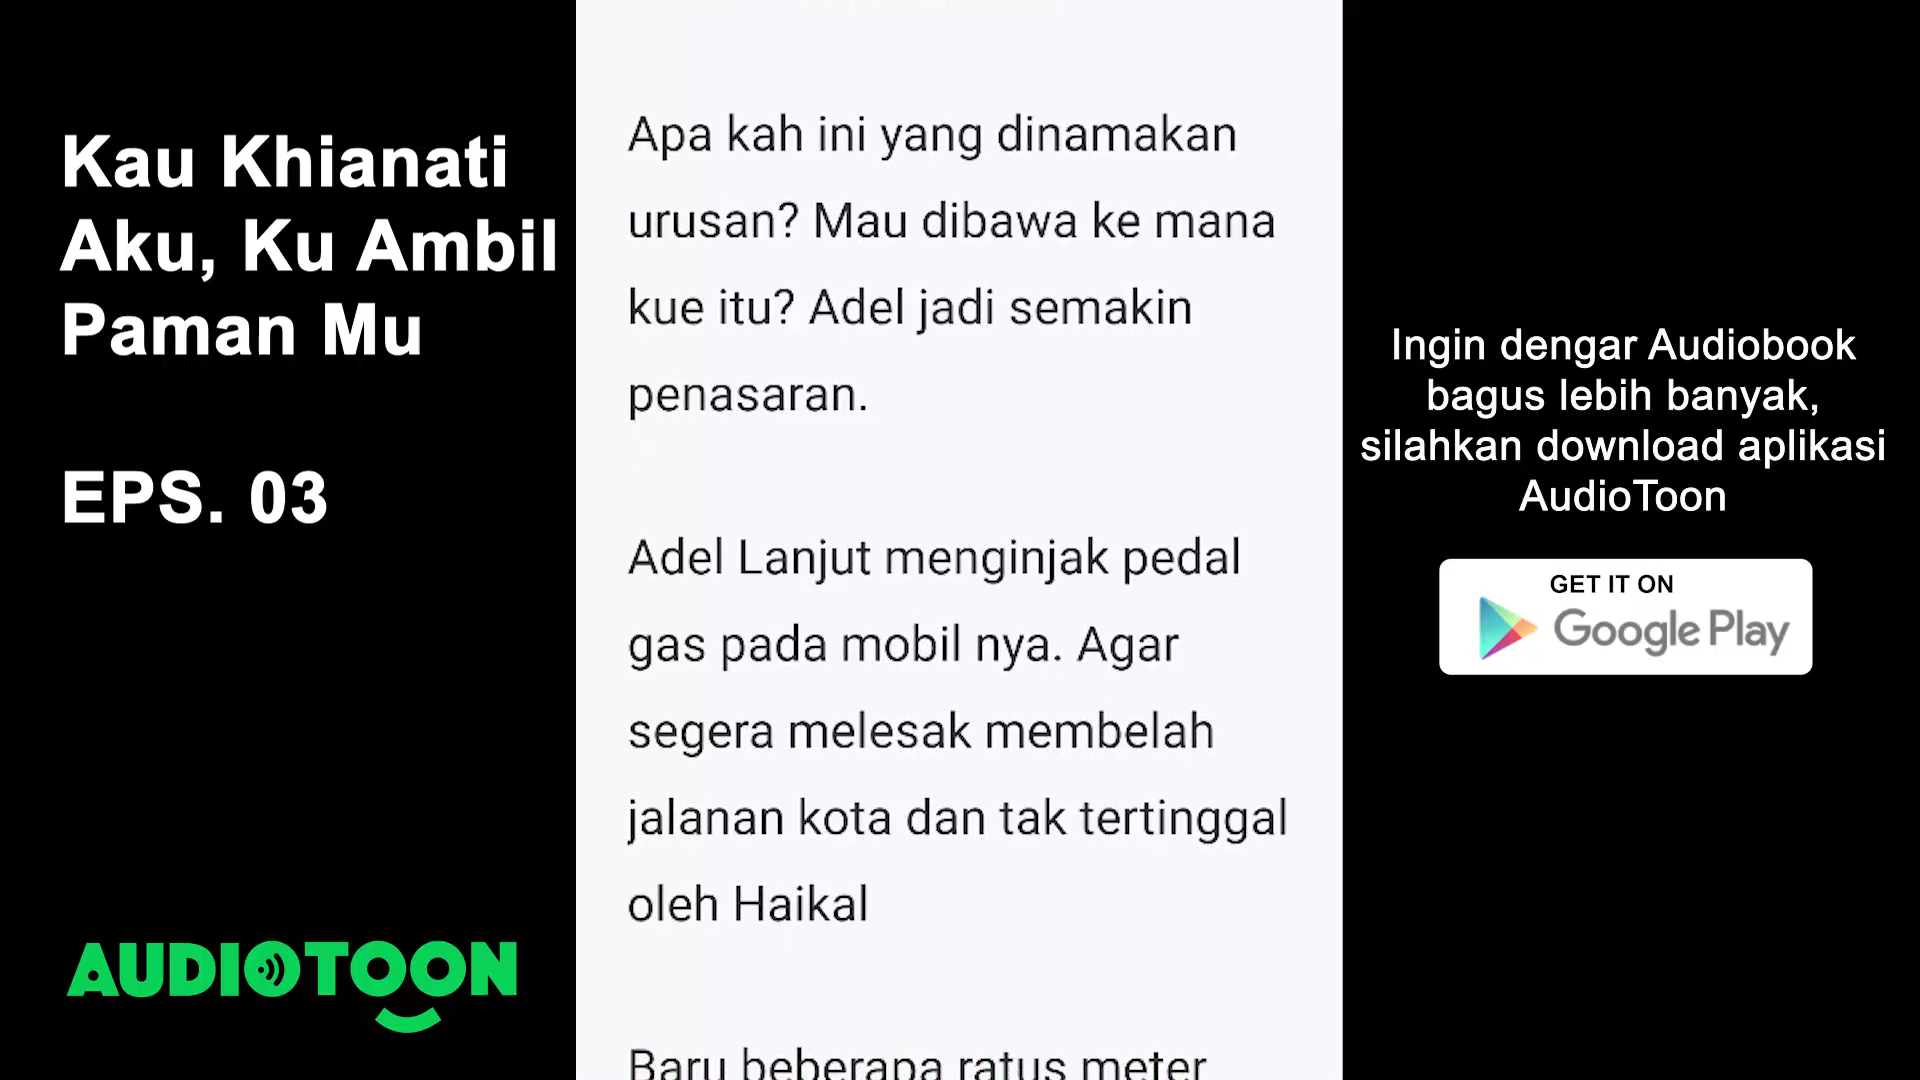 Kau Khianati
Aku, Ku Ambil
Paman Mu
EPS. 03
AUDIOTOON
Apa kah ini yang dinamakan
urusan? Mau dibawa ke mana
kue itu? Adel jadi semakin
penasaran.
Adel Lanjut menginjak pedal
gas pada mobil nya. Agar
segera melesak membelah
jalanan kota dan tak tertinggal
oleh Haikal
Baru beberapa ratus meter
Ingin dengar Audiobook
bagus lebih banyak,
silahkan download aplikasi
AudioToon
GET IT ON
Google Play